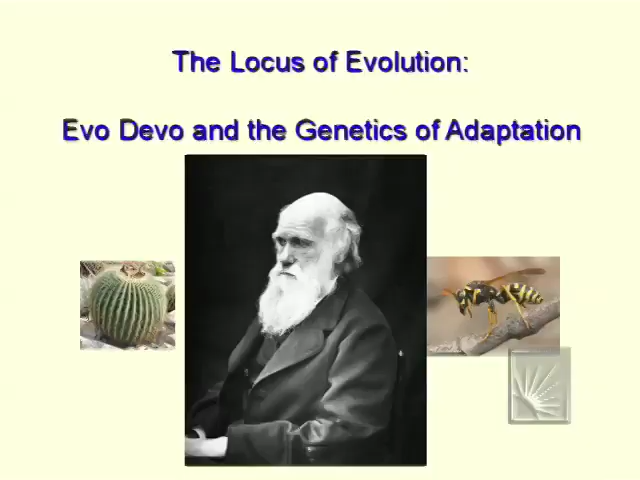 The Locus of Evolution:
Evo Devo and the Genetics of Adaptation